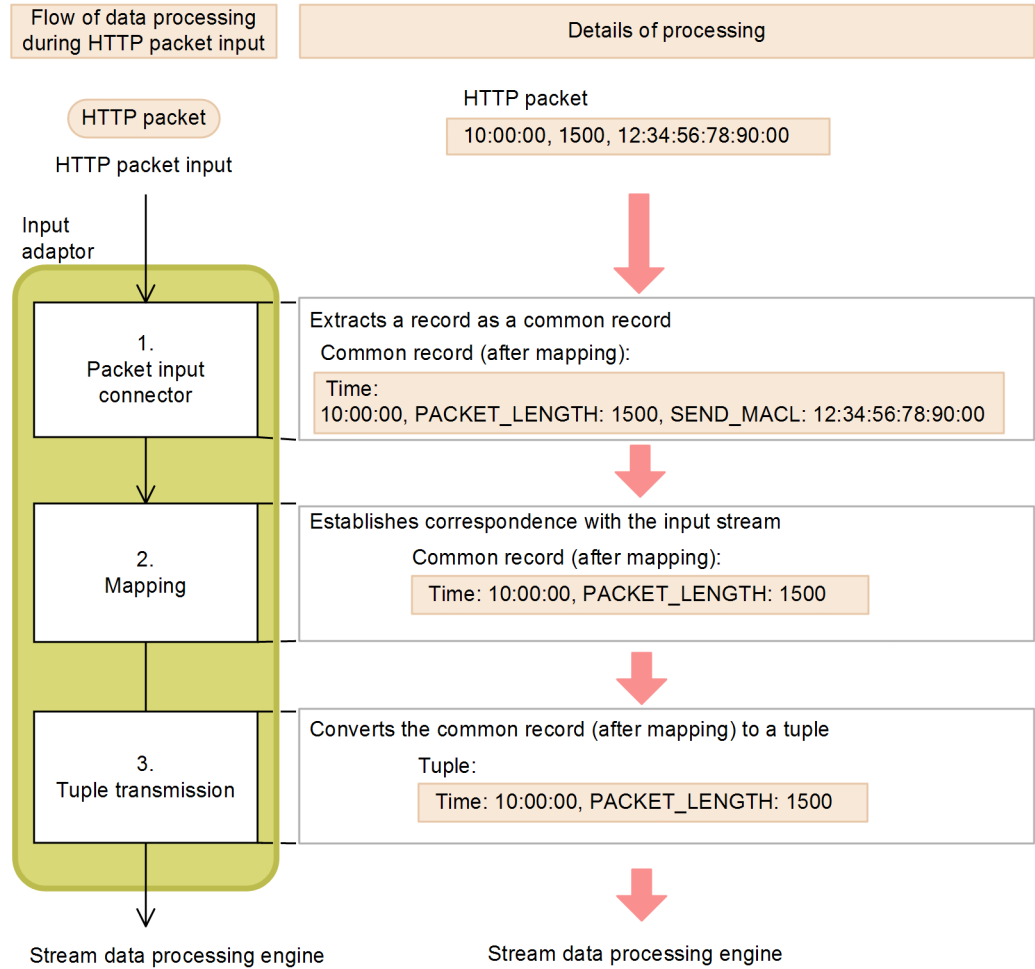 Flow of data processing
during HTTP packet input
Details of processing
HTTP packet
HTTP packet input
HTTP packet
10:00:00, 1500, 12:34:56:78:90:00
Input
adaptor
1.
Packet input
connector
Extracts a record as a common record
Common record (after mapping):
Time:
10:00:00, PACKET_LENGTH: 1500, SEND_MACL: 12:34:56:78:90:00
2.
Mapping
Establishes correspondence with the input stream
Common record (after mapping):
Time: 10:00:00, PACKET_LENGTH: 1500
3.
Tuple transmission
Converts the common record (after mapping) to a tuple
Tuple:
Time: 10:00:00, PACKET_LENGTH: 1500
Stream data processing engine
Stream data processing engine